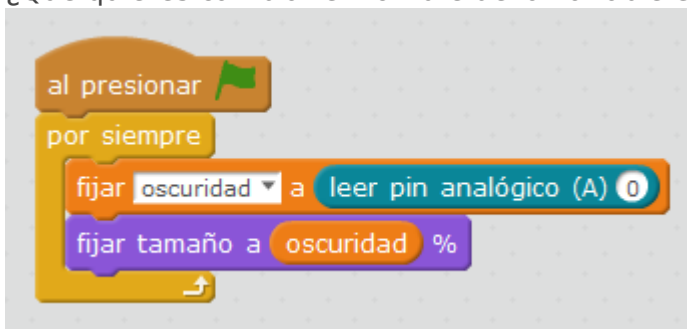 al presionar
por siempre
fijar oscuridad a leer pin analógico (A) 0
fijar tamaño a oscuridad %